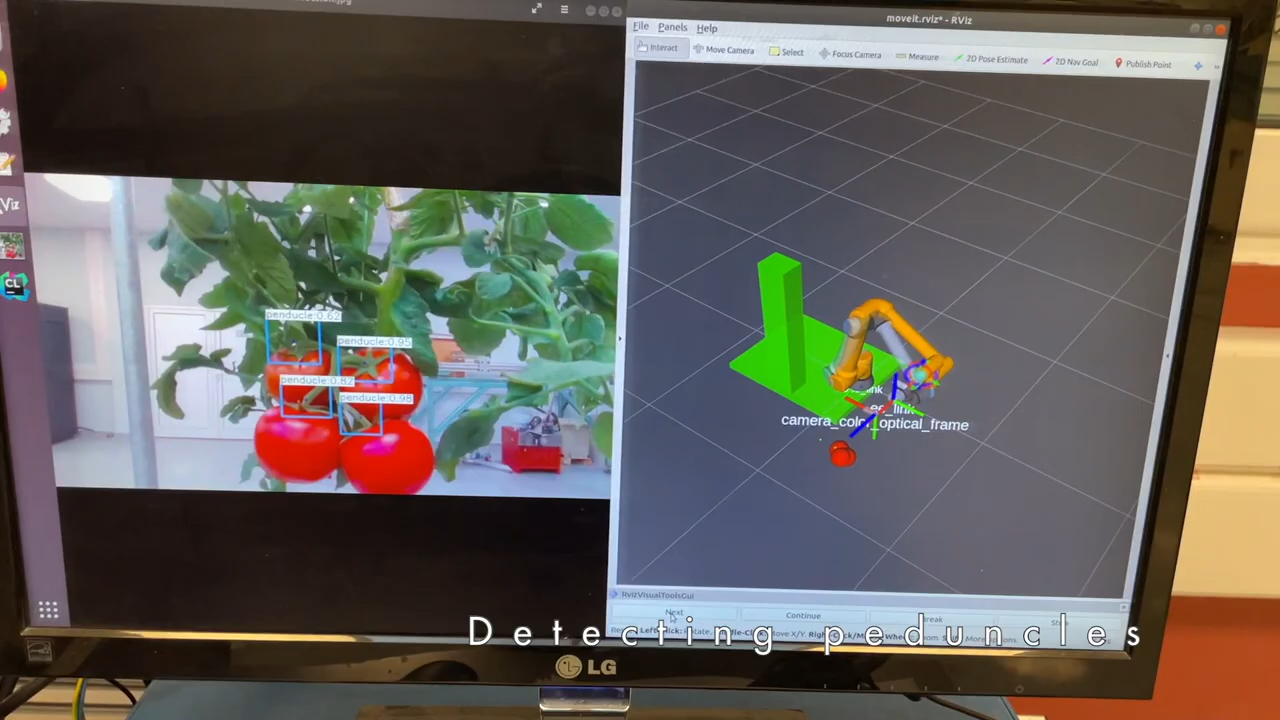 moveit.rviz* - RViz
File Panels Help
Interact Move Camera Select Focus Camera Measure 2D Pose Estimate 2D Nav Goal Publish Point
Viz
CL
penducle:0.62
penducle:0.95
penducle:0.82
penducle:0.98
camera_color_optical_frame
RvizVisualToolsGui
Next Continue
Detecting peduncles
LG